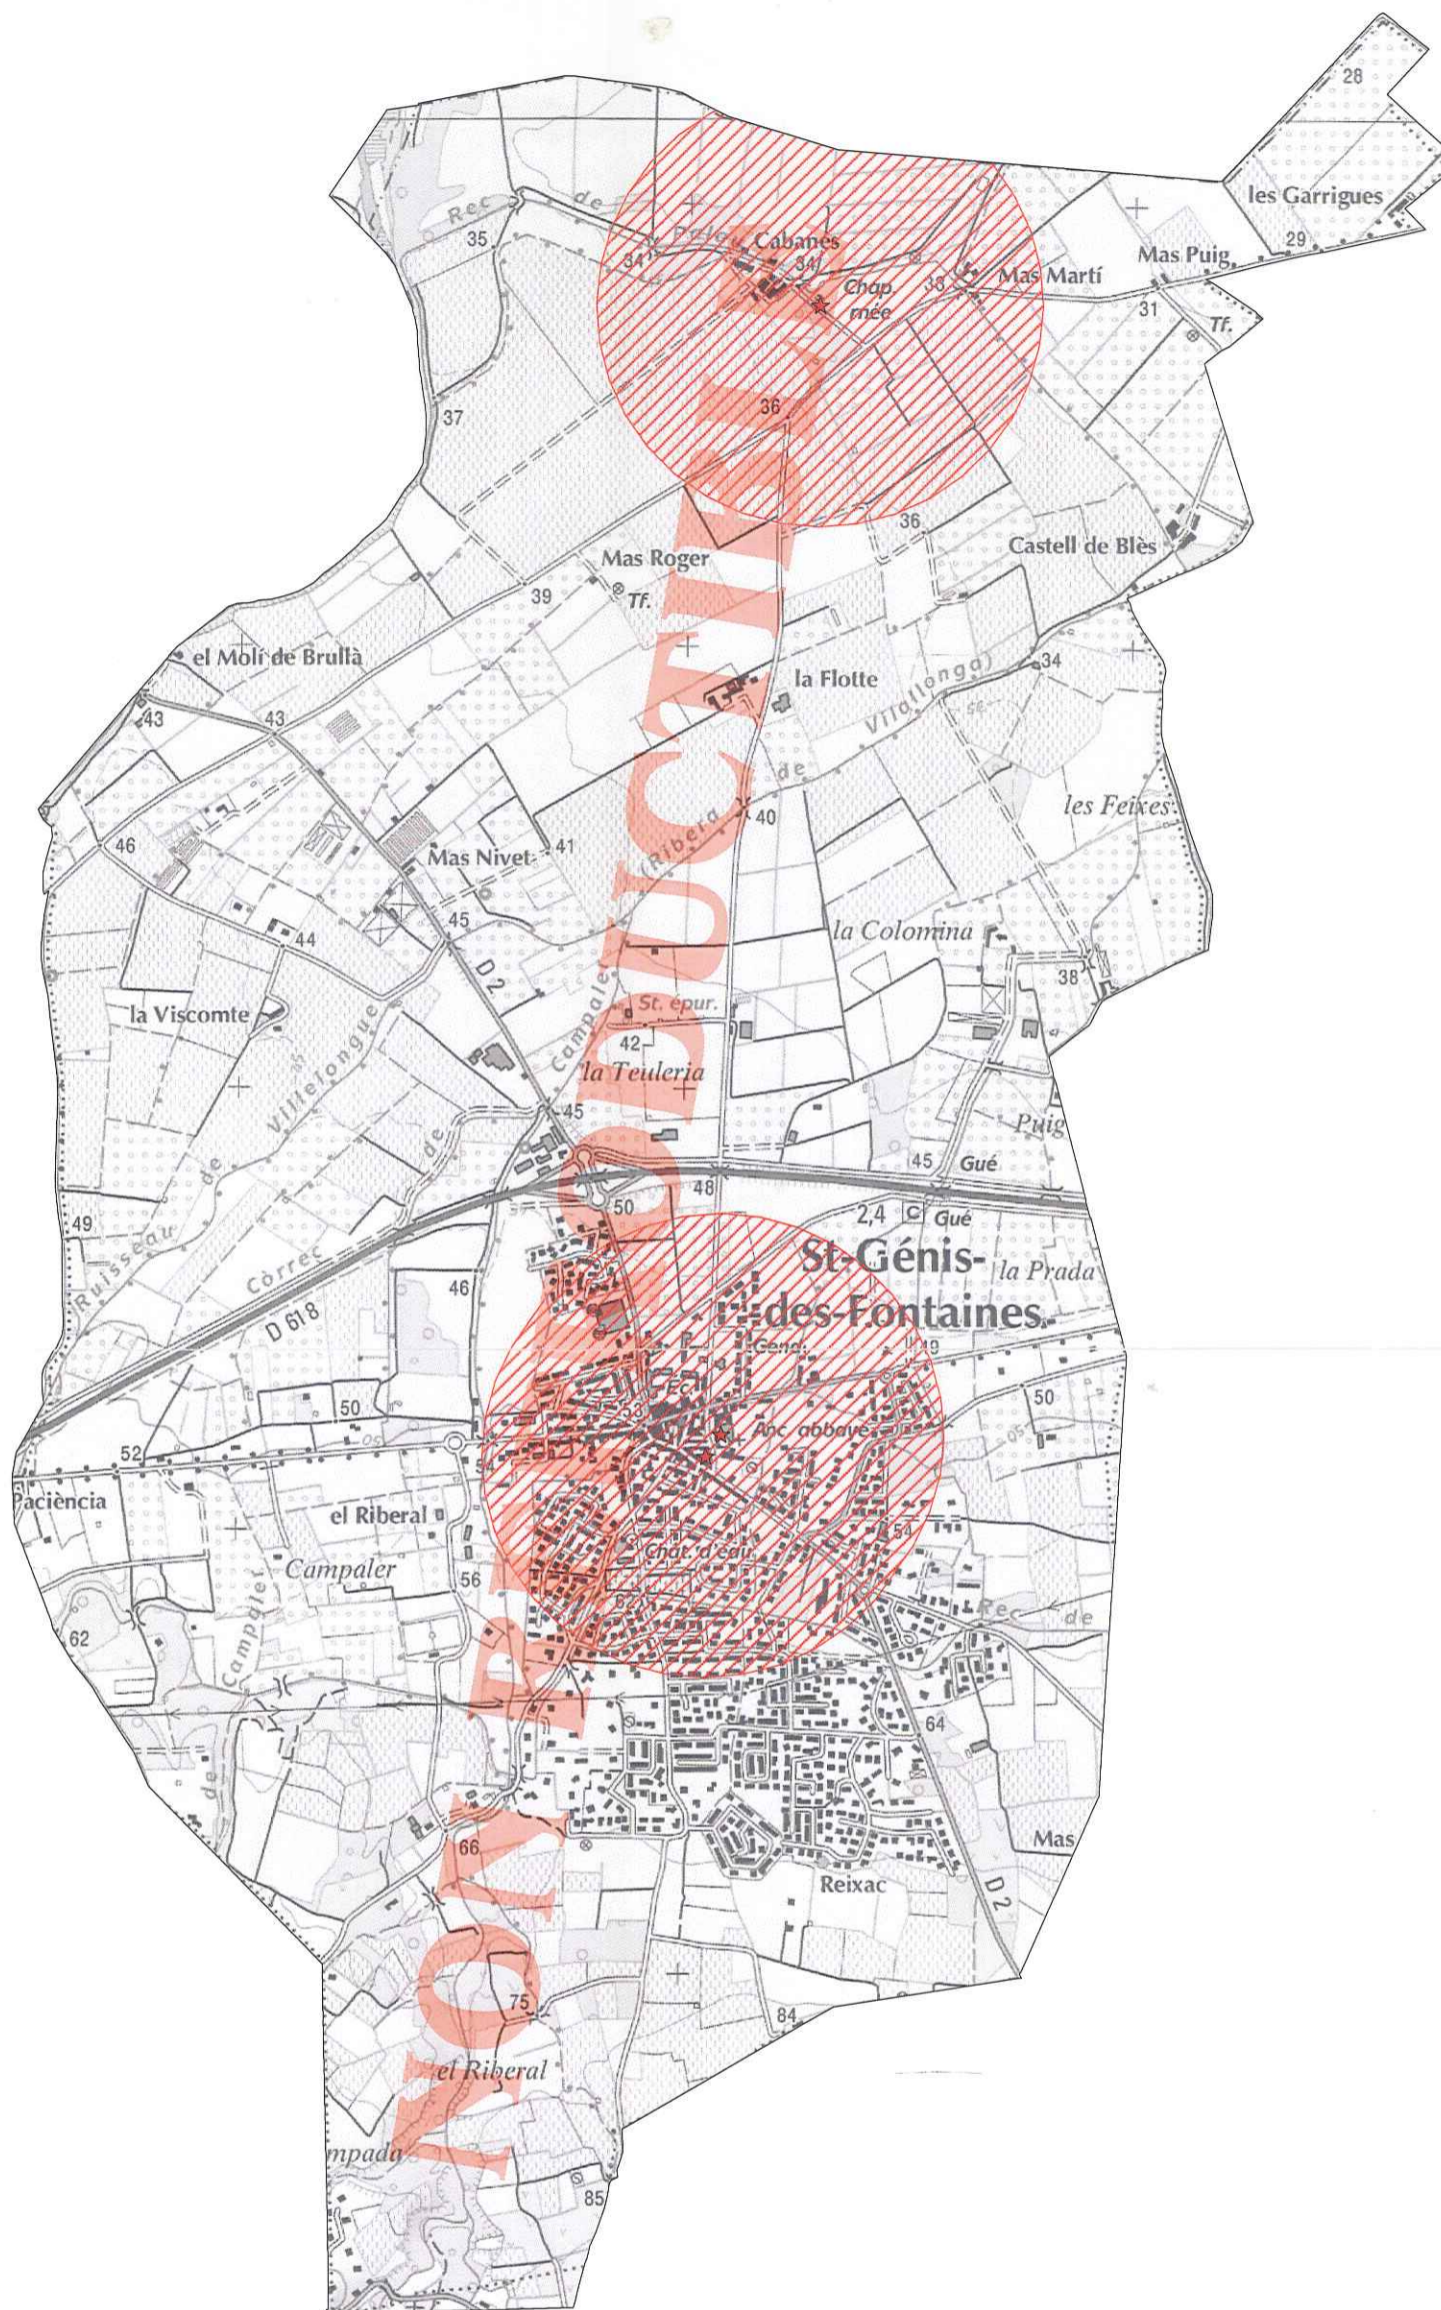 28
les Garrigues
Rec
de
35
34
Cabanes
34
29
Mas Puig
Mas Martí
33
Chap.
rnée
31
Tf.
37
36
36
Castell de Blès
Mas Roger
39
Tf.
el Molí de Brullà
la Flotte
34
Vilallonga)
43
43
de
les Feixes
40
46
Mas Nivet
41
(Ribera
45
44
la Colomina
D 2
38
la Viscomte
St. épur.
Campaler
42
la Teuleria
Villelongue
45
Puig
de
de
45
Gué
48
50
49
2,4
C
Gué
Ruisseau
Còrrec
46
St-Génis-
des-Fontaines
la Prada
D 618
Gend.
49
Ec.
50
50
53
Anc. abbaye
52
54
Paciència
el Riberal
54
Chat. d'eau
Campaler
56
62
Rec de
62
Campaler
de
64
66
Mas
Reixac
D 2
75
84
el Riberal
mpada
85
NON REPRODUCTIBLE